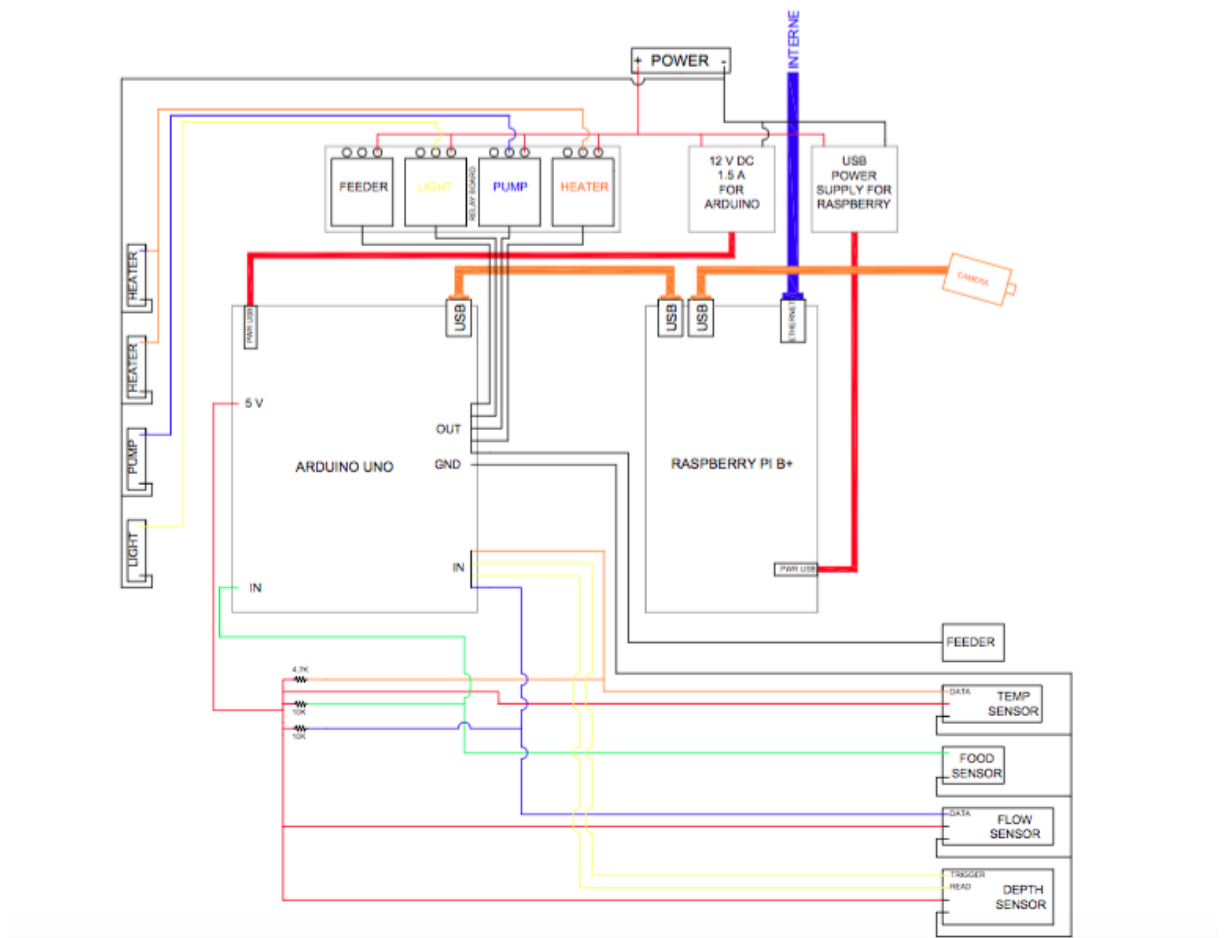 INTERNE
+ POWER -
FEEDER
LIGHT
RELAY BOARD
PUMP
HEATER
12 V DC
1.5 A
FOR
ARDUINO
USB
POWER
SUPPLY FOR
RASPBERRY
HEATER
HEATER
PUMP
LIGHT
CAMERA
PWR USB
USB
USB
USB
ETHERNET
5 V
OUT
GND
ARDUINO UNO
RASPBERRY PI B+
IN
IN
PWR USB
FEEDER
4.7K
10K
10K
DATA
TEMP
SENSOR
FOOD
SENSOR
DATA
FLOW
SENSOR
TRIGGER
READ
DEPTH
SENSOR